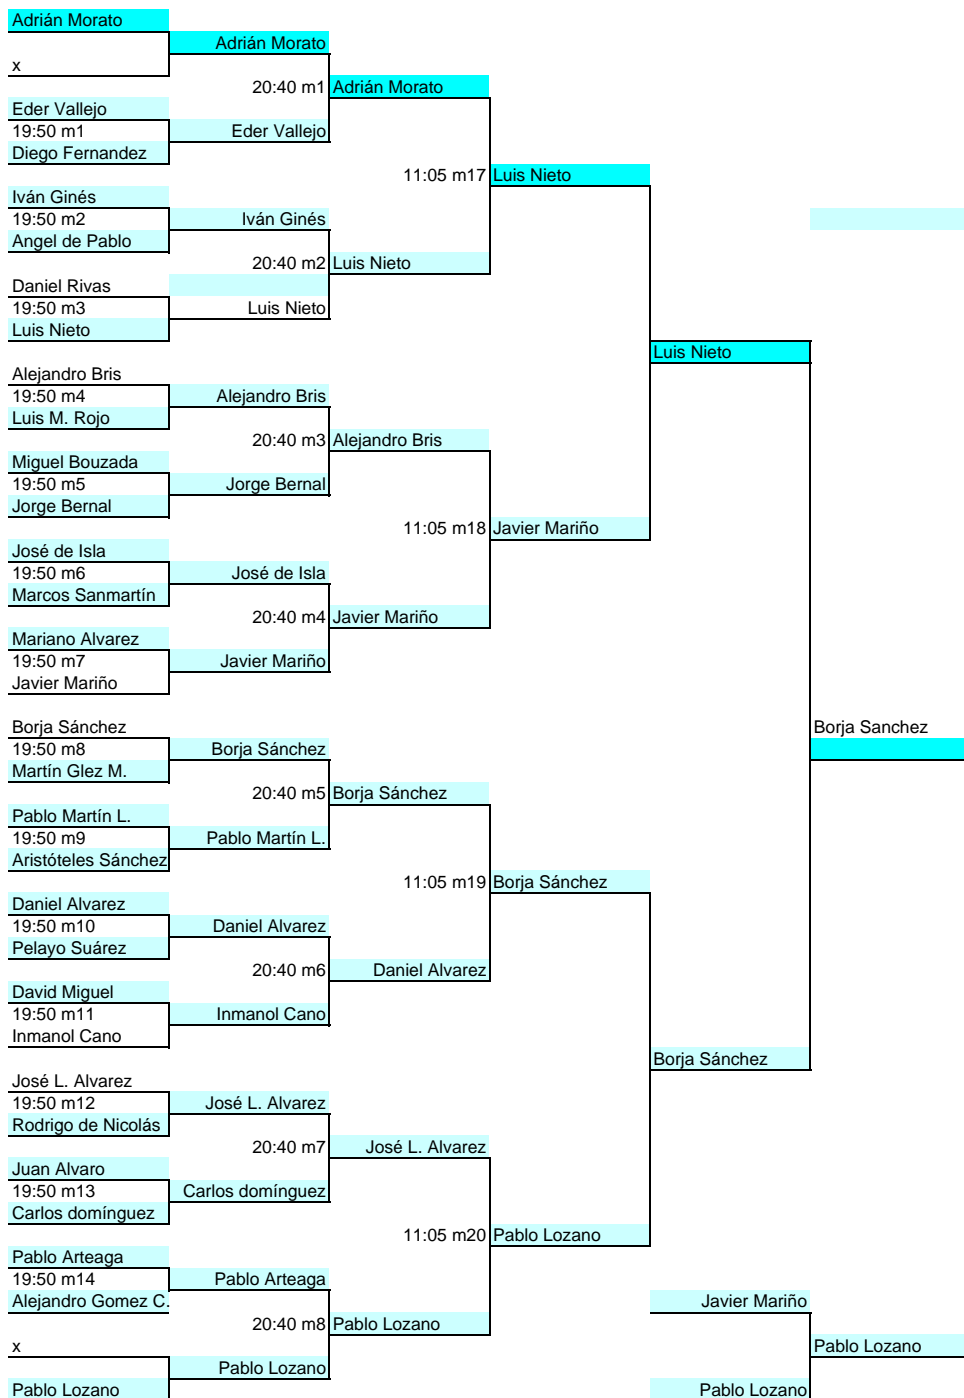 Adrián Morato
Adrián Morato
x
20:40 m1 Adrián Morato
Eder Vallejo
19:50 m1 Eder Vallejo
Diego Fernandez
11:05 m17 Luis Nieto
Iván Ginés
19:50 m2 Iván Ginés
Angel de Pablo
20:40 m2 Luis Nieto
Daniel Rivas
19:50 m3 Luis Nieto
Luis Nieto
Luis Nieto
Alejandro Bris
19:50 m4 Alejandro Bris
Luis M. Rojo
20:40 m3 Alejandro Bris
Miguel Bouzada
19:50 m5 Jorge Bernal
Jorge Bernal
11:05 m18 Javier Mariño
José de Isla
19:50 m6 José de Isla
Marcos Sanmartín
20:40 m4 Javier Mariño
Mariano Alvarez
19:50 m7 Javier Mariño
Javier Mariño
Borja Sánchez Borja Sanchez
19:50 m8 Borja Sánchez
Martín Glez M.
20:40 m5 Borja Sánchez
Pablo Martín L.
19:50 m9 Pablo Martín L.
Aristóteles Sánchez
11:05 m19 Borja Sánchez
Daniel Alvarez
19:50 m10 Daniel Alvarez
Pelayo Suárez
20:40 m6 Daniel Alvarez
David Miguel
19:50 m11 Inmanol Cano
Inmanol Cano
Borja Sánchez
José L. Alvarez
19:50 m12 José L. Alvarez
Rodrigo de Nicolás
20:40 m7 José L. Alvarez
Juan Alvaro
19:50 m13 Carlos domínguez
Carlos domínguez
11:05 m20 Pablo Lozano
Pablo Arteaga
19:50 m14 Pablo Arteaga
Alejandro Gomez C. Javier Mariño
20:40 m8 Pablo Lozano
x Pablo Lozano
Pablo Lozano
Pablo Lozano Pablo Lozano